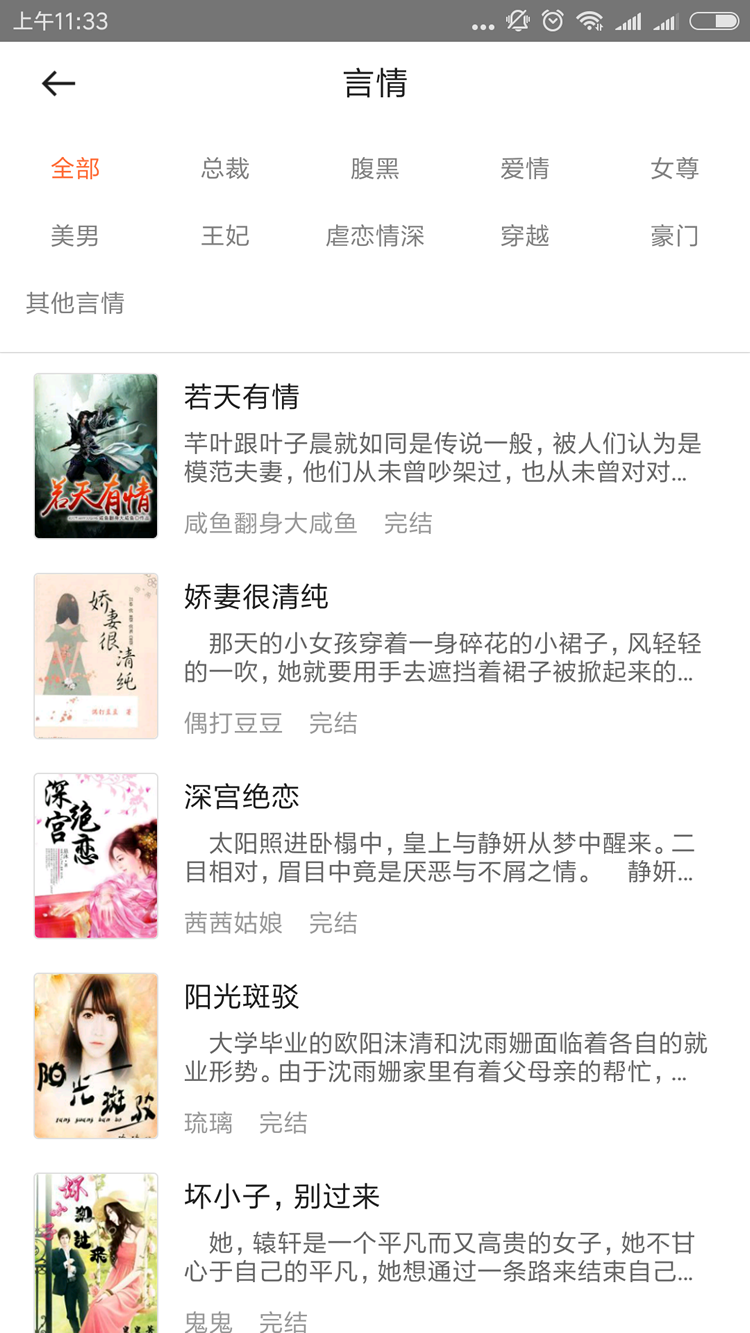 上午11:33
言情
全部 总裁 腹黑 爱情 女尊
美男 王妃 虐恋情深 穿越 豪门
其他言情
若天有情
若天有情
咸鱼翻身大咸鱼◎作品
芊叶跟叶子晨就如同是传说一般，被人们认为是
模范夫妻，他们从未曾吵架过，也从未曾对对...
咸鱼翻身大咸鱼 完结
娇妻很清纯
偶打豆豆 著
娇妻很清纯
那天的小女孩穿着一身碎花的小裙子，风轻轻
的一吹，她就要用手去遮挡着裙子被掀起来的...
偶打豆豆 完结
深宫绝恋
深宫绝恋
太阳照进卧榻中，皇上与静妍从梦中醒来。二
目相对，眉目中竟是厌恶与不屑之情。 静妍...
茜茜姑娘 完结
阳光斑驳
yang guang ban bo
阳光斑驳
大学毕业的欧阳沫清和沈雨姗面临着各自的就
业形势。由于沈雨姗家里有着父母亲的帮忙，...
琉璃 完结
坏小子
别过来
坏小子，别过来
她，辕轩是一个平凡而又高贵的女子，她不甘
心于自己的平凡，她想通过一条路来结束自己...
鬼鬼 完结